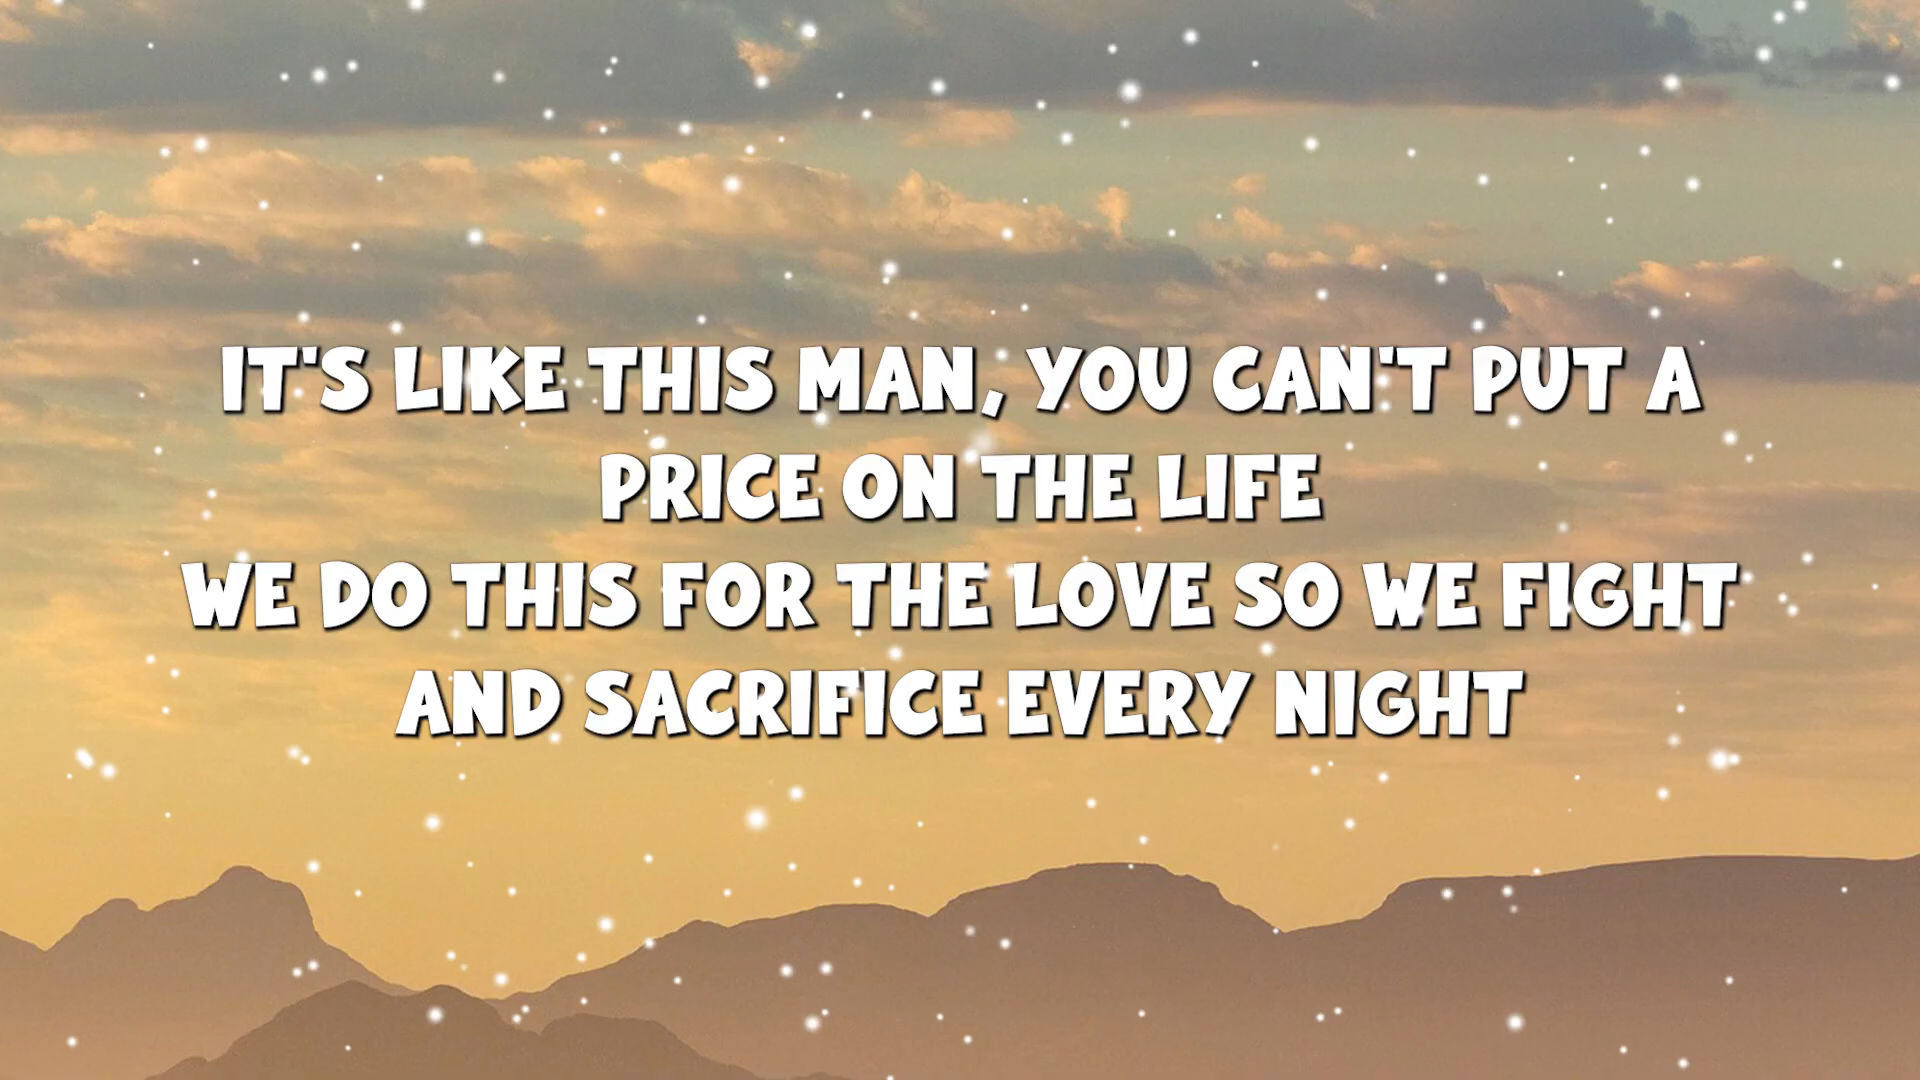 IT'S LIKE THIS MAN, YOU CAN'T PUT A
PRICE ON THE LIFE
WE DO THIS FOR THE LOVE SO WE FIGHT
AND SACRIFICE EVERY NIGHT